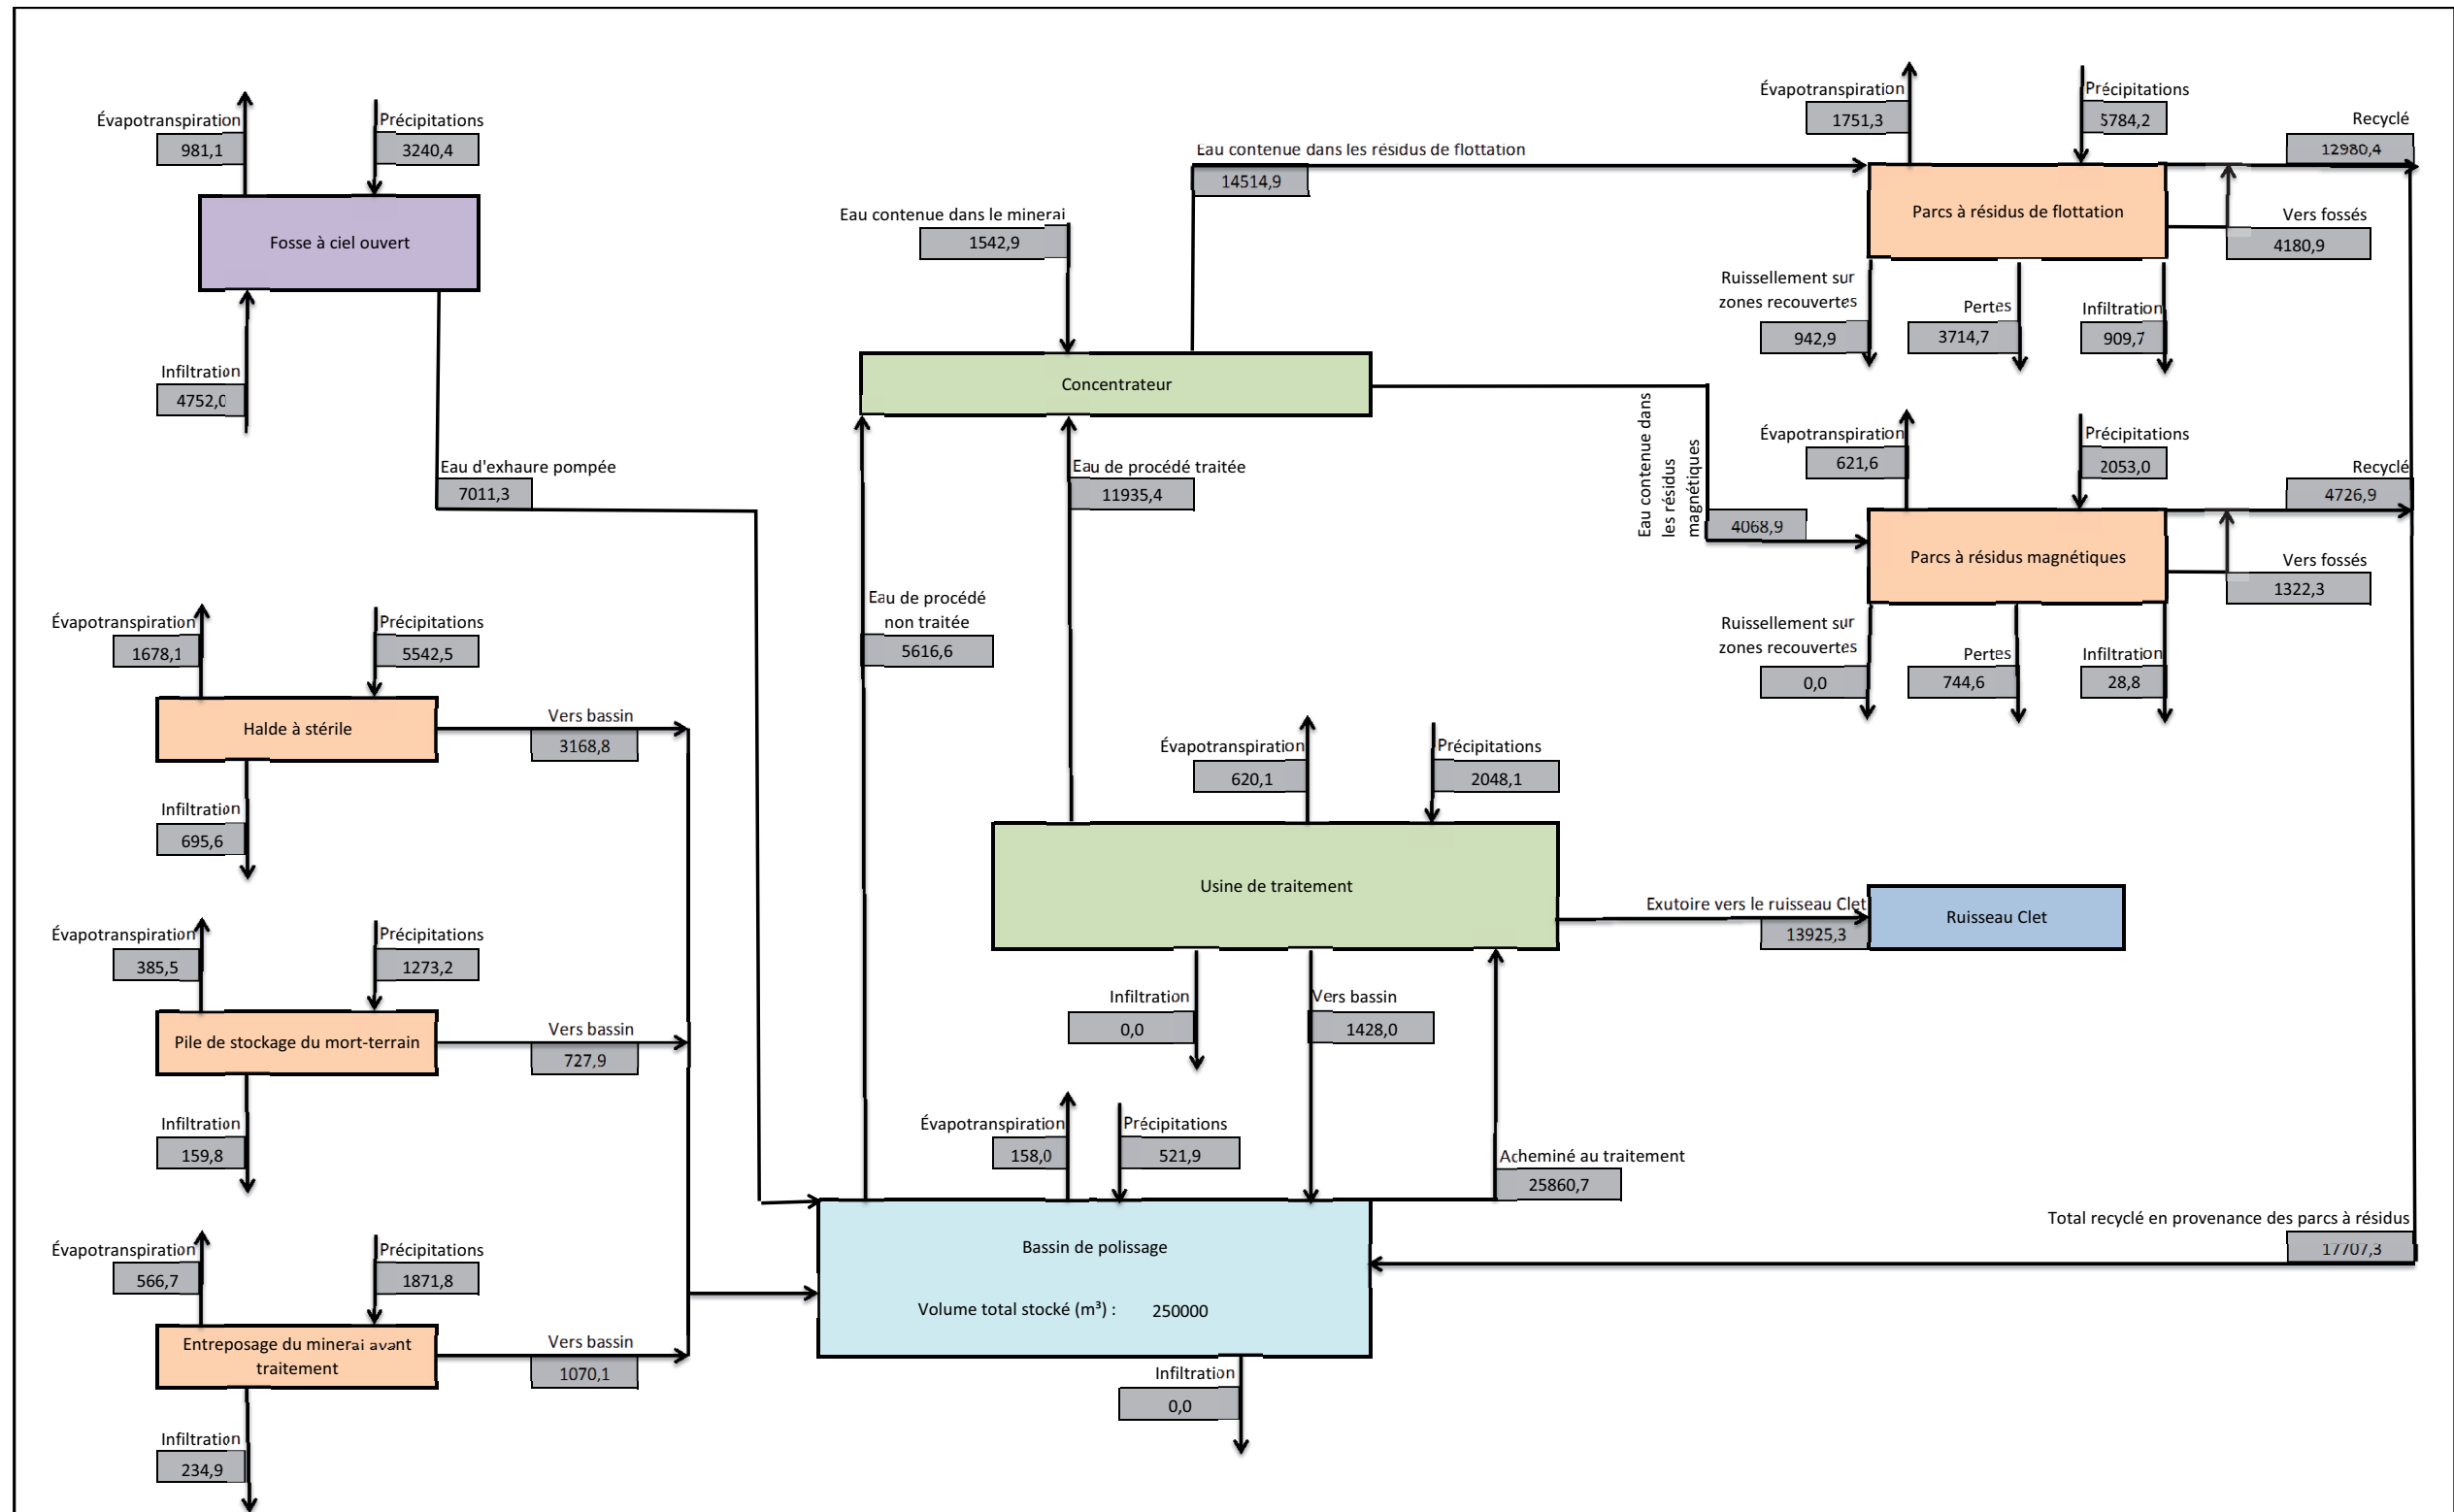 Évapotranspiration
981,1
Précipitations
3240,4
Fosse à ciel ouvert
Infiltration
4752,0
Eau d'exhaure pompée
7011,3
Évapotranspiration
1678,1
Précipitations
5542,5
Halde à stérile
Vers bassin
3168,8
Infiltration
695,6
Évapotranspiration
385,5
Précipitations
1273,2
Pile de stockage du mort-terrain
Vers bassin
727,9
Infiltration
159,8
Évapotranspiration
566,7
Précipitations
1871,8
Entreposage du minerai avant
traitement
Vers bassin
1070,1
Infiltration
234,9
Eau contenue dans les résidus de flottation
14514,9
Eau contenue dans le minerai
1542,9
Concentrateur
Eau de procédé traitée
11935,4
Eau de procédé
non traitée
5616,6
Eau contenue dans
les résidus
magnétiques
4068,9
Évapotranspiration
620,1
Précipitations
2048,1
Usine de traitement
Exutoire vers le ruisseau Clet
13925,3
Ruisseau Clet
Infiltration
0,0
Vers bassin
1428,0
Évapotranspiration
158,0
Précipitations
521,9
Acheminé au traitement
25860,7
Bassin de polissage
Volume total stocké (m³) : 250000
Infiltration
0,0
Évapotranspiration
1751,3
Précipitations
5784,2
Recyclé
12980,4
Parcs à résidus de flottation
Vers fossés
4180,9
Ruissellement sur
zones recouvertes
942,9
Pertes
3714,7
Infiltration
909,7
Évapotranspiration
621,6
Précipitations
2053,0
Recyclé
4726,9
Parcs à résidus magnétiques
Vers fossés
1322,3
Ruissellement sur
zones recouvertes
0,0
Pertes
744,6
Infiltration
28,8
Total recyclé en provenance des parcs à résidus
17707,3